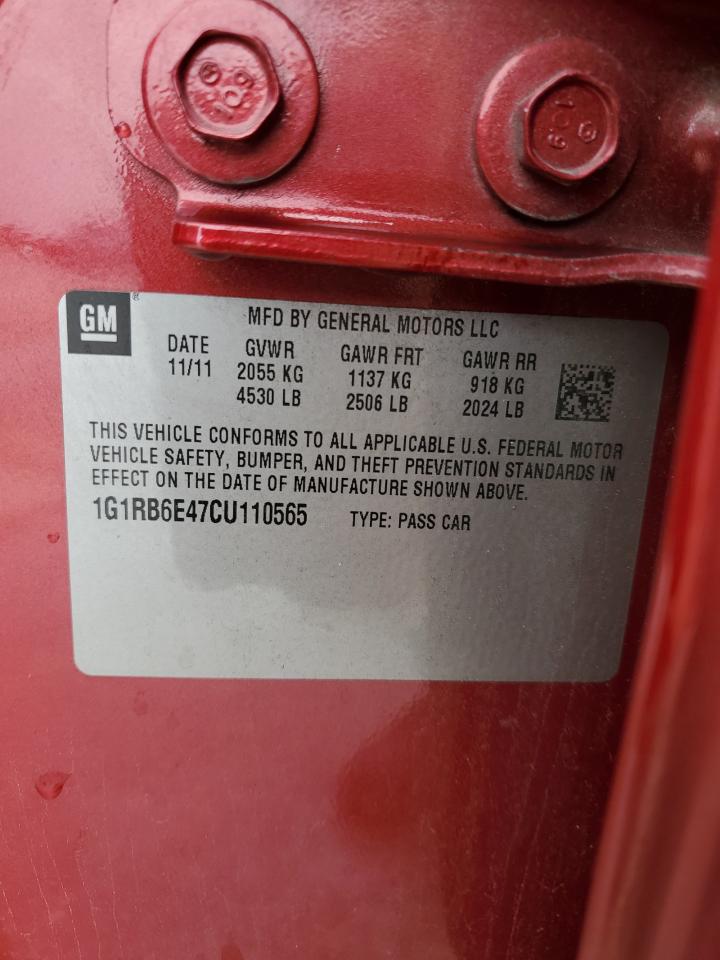 10.9
GM
MFD BY GENERAL MOTORS LLC
DATE GVWR GAWR FRT GAWR RR
11/11 2055 KG 1137 KG 918 KG
4530 LB 2506 LB 2024 LB
THIS VEHICLE CONFORMS TO ALL APPLICABLE U.S. FEDERAL MOTOR
VEHICLE SAFETY, BUMPER, AND THEFT PREVENTION STANDARDS IN
EFFECT ON THE DATE OF MANUFACTURE SHOWN ABOVE.
1G1RB6E47CU110565 TYPE: PASS CAR